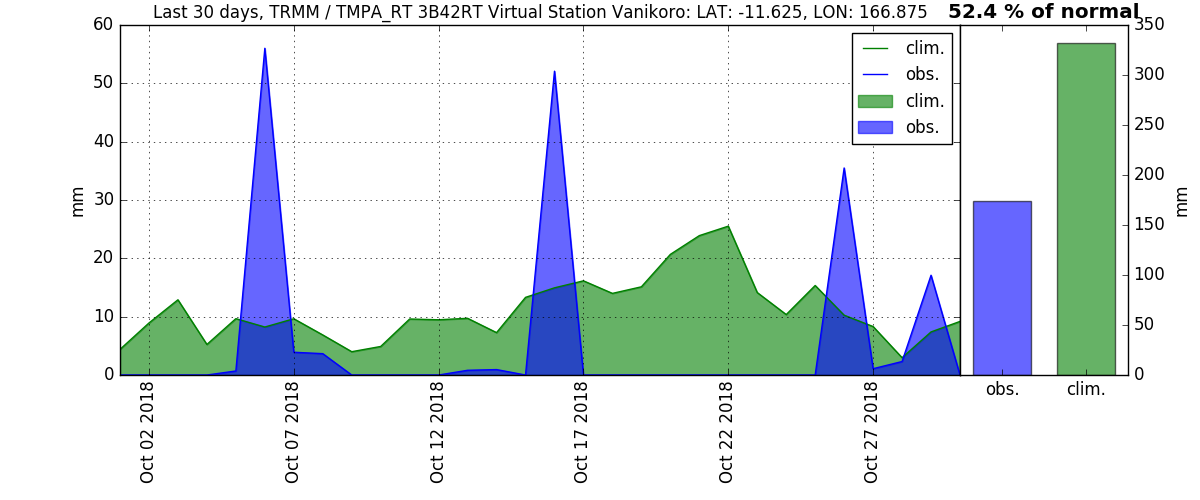 Last 30 days, TRMM / TMPA_RT 3B42RT Virtual Station Vanikoro: LAT: -11.625, LON: 166.875
52.4 % of normal
60
50
40
30
20
10
0
mm
clim.
obs.
clim.
obs.
350
300
250
200
150
100
50
0
mm
Oct 02 2018
Oct 07 2018
Oct 12 2018
Oct 17 2018
Oct 22 2018
Oct 27 2018
obs.
clim.